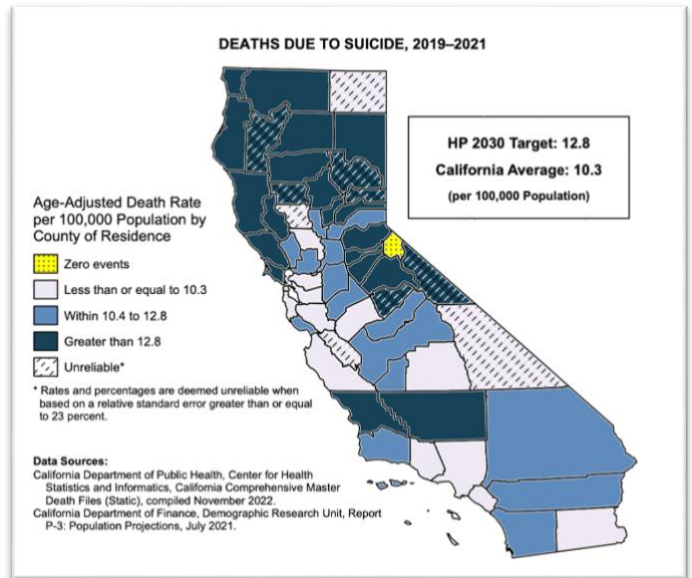 DEATHS DUE TO SUICIDE, 2019–2021
HP 2030 Target: 12.8
California Average: 10.3
(per 100,000 Population)
Age-Adjusted Death Rate
per 100,000 Population by
County of Residence
Zero events
Less than or equal to 10.3
Within 10.4 to 12.8
Greater than 12.8
Unreliable*
* Rates and percentages are deemed unreliable when
based on a relative standard error greater than or equal
to 23 percent.
Data Sources:
California Department of Public Health, Center for Health
Statistics and Informatics, California Comprehensive Master
Death Files (Static), compiled November 2022.
California Department of Finance, Demographic Research Unit, Report
P-3: Population Projections, July 2021.